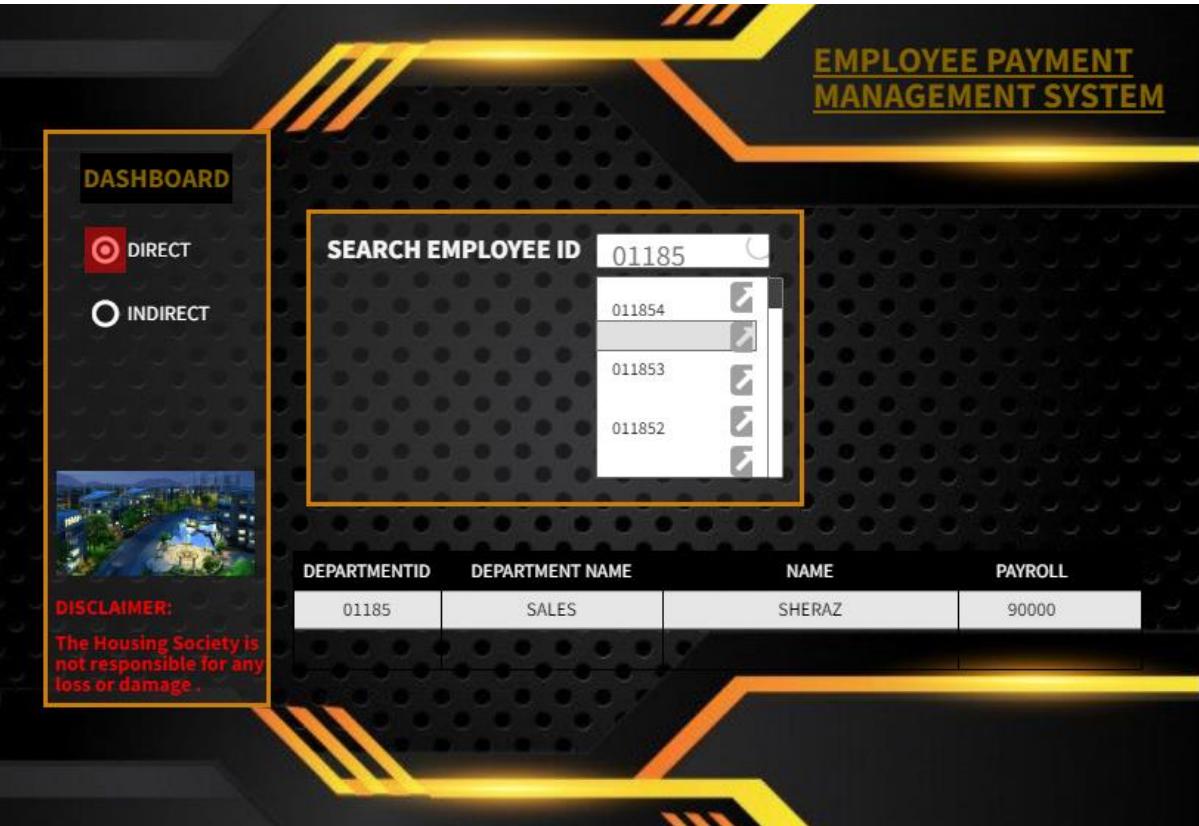 EMPLOYEE PAYMENT
MANAGEMENT SYSTEM
DASHBOARD
DIRECT
INDIRECT
SEARCH EMPLOYEE ID
01185
011854
011853
011852
DISCLAIMER:
The Housing Society is
not responsible for any
loss or damage .
DEPARTMENTID DEPARTMENT NAME NAME PAYROLL
01185 SALES SHERAZ 90000